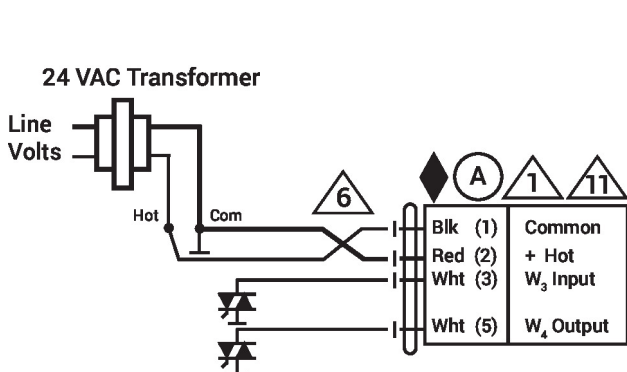 24 VAC Transformer
Line
Volts
Hot
Com
6
A
1
11
Blk (1) Common
Red (2) + Hot
Wht (3) W₃ Input
Wht (5) W₄ Output